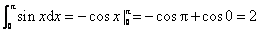 ∫₀^π sin xdx = − cos x |₀^π = − cos π + cos 0 = 2